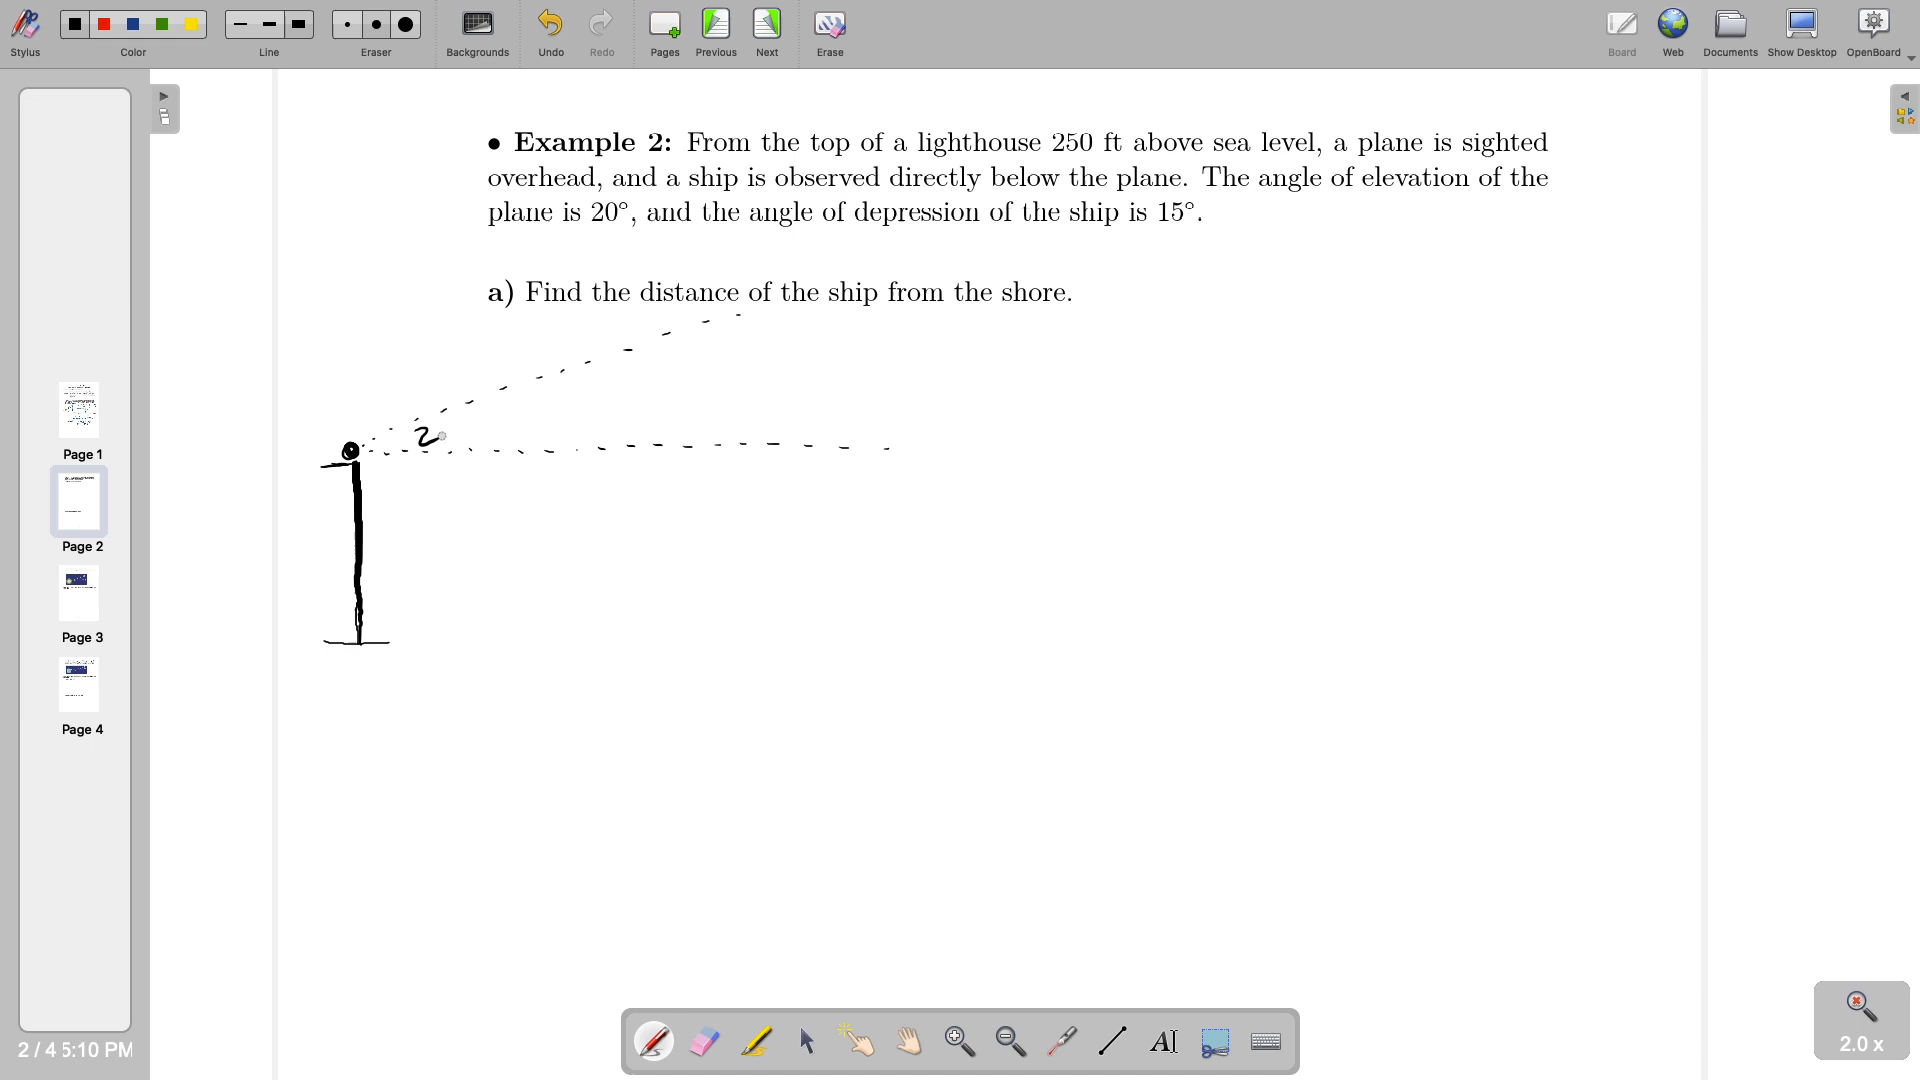 Stylus
Color
Line
Eraser
Backgrounds
Undo
Redo
Pages
Previous
Next
Erase
Board
Web
Documents
Show Desktop
OpenBoard
• Example 2: From the top of a lighthouse 250 ft above sea level, a plane is sighted
overhead, and a ship is observed directly below the plane. The angle of elevation of the
plane is 20°, and the angle of depression of the ship is 15°.
a) Find the distance of the ship from the shore.
2
Page 1
Page 2
Page 3
Page 4
2 / 4 5:10 PM
AI
2.0 x